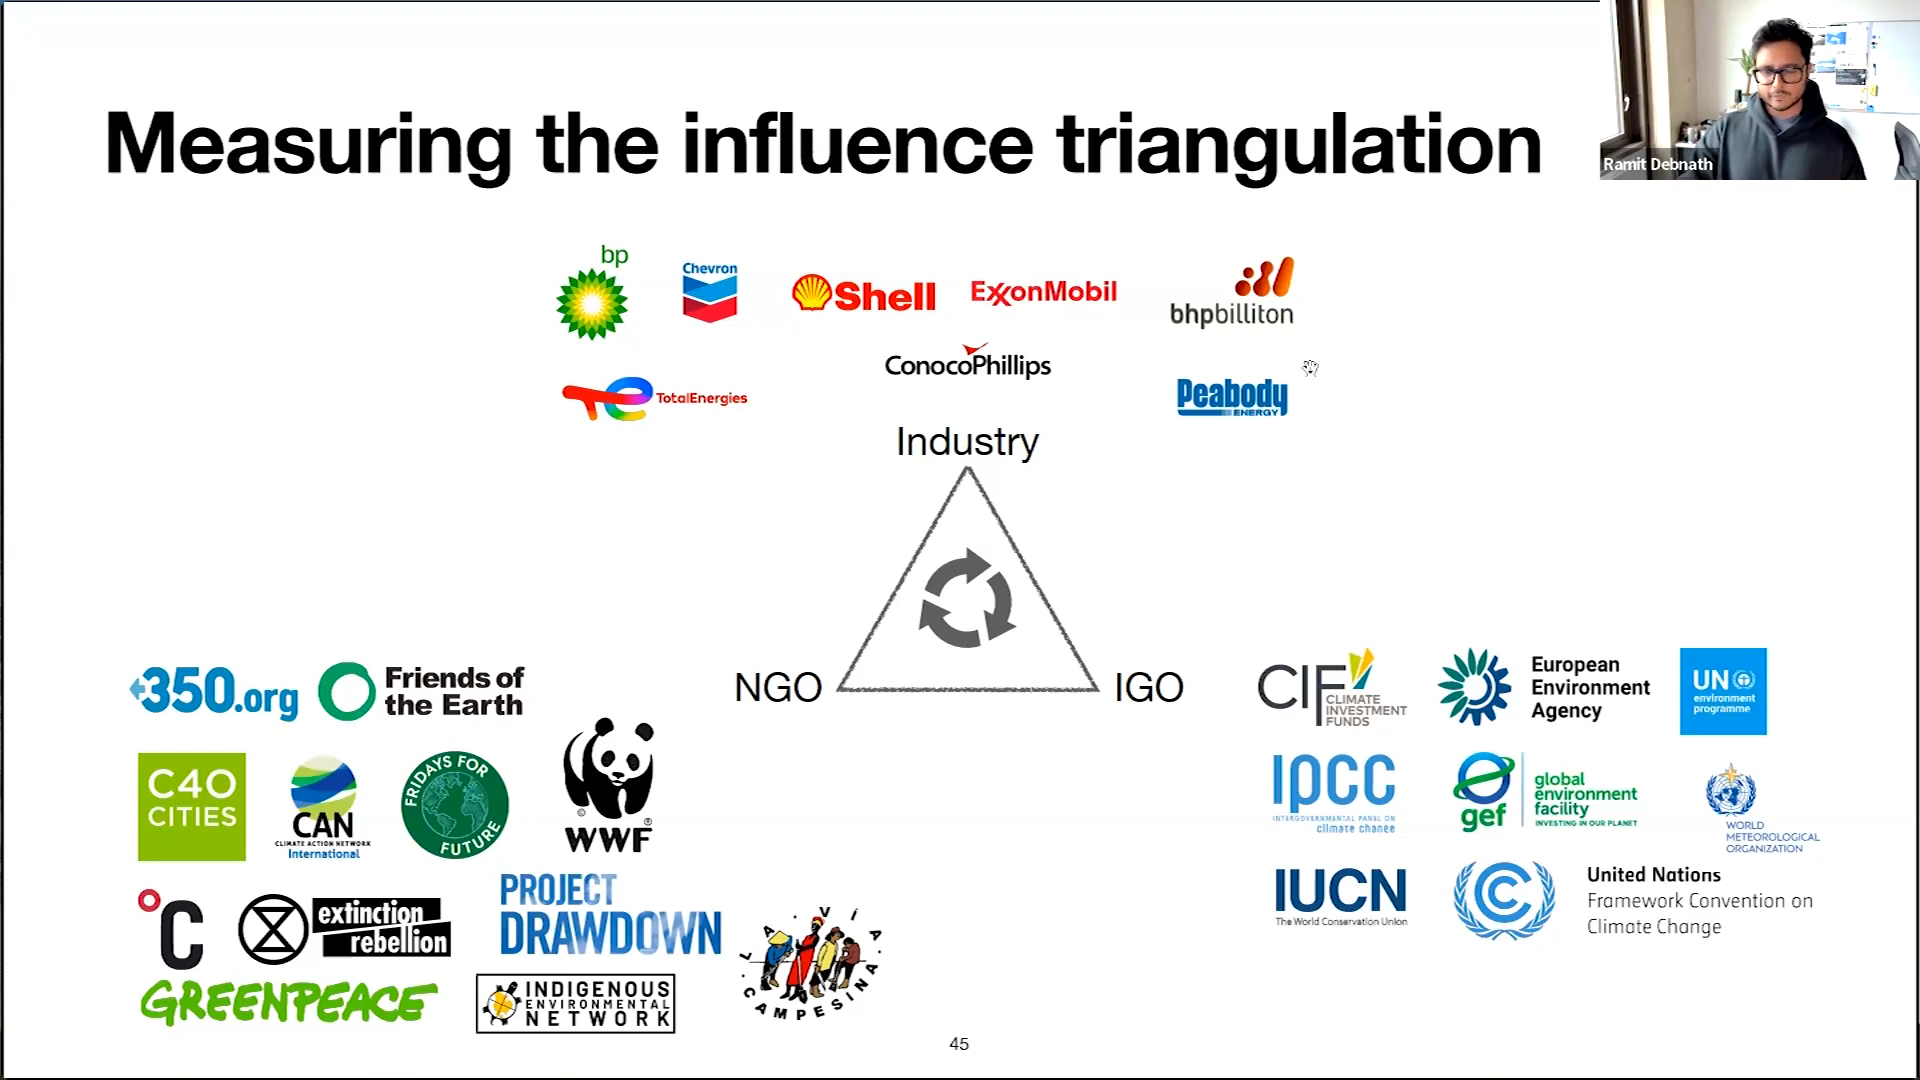 Measuring the influence triangulation
Ramit Debnath
bp
Chevron
Shell
ExxonMobil
bhpbilliton
ConocoPhillips
TotalEnergies
Peabody
ENERGY
Industry
NGO
IGO
350.org
Friends of
the Earth
C40
CITIES
CAN
CLIMATE ACTION NETWORK
International
FRIDAYS FOR
FUTURE
WWF
°C
extinction
rebellion
PROJECT
DRAWDOWN
LA VÍA
CAMPESINA
GREENPEACE
INDIGENOUS
ENVIRONMENTAL
NETWORK
CIF
CLIMATE
INVESTMENT
FUNDS
European
Environment
Agency
UN
environment
programme
ipcc
INTERGOVERNMENTAL PANEL ON
climate change
gef
global
environment
facility
INVESTING IN OUR PLANET
WORLD
METEOROLOGICAL
ORGANIZATION
IUCN
The World Conservation Union
United Nations
Framework Convention on
Climate Change
45